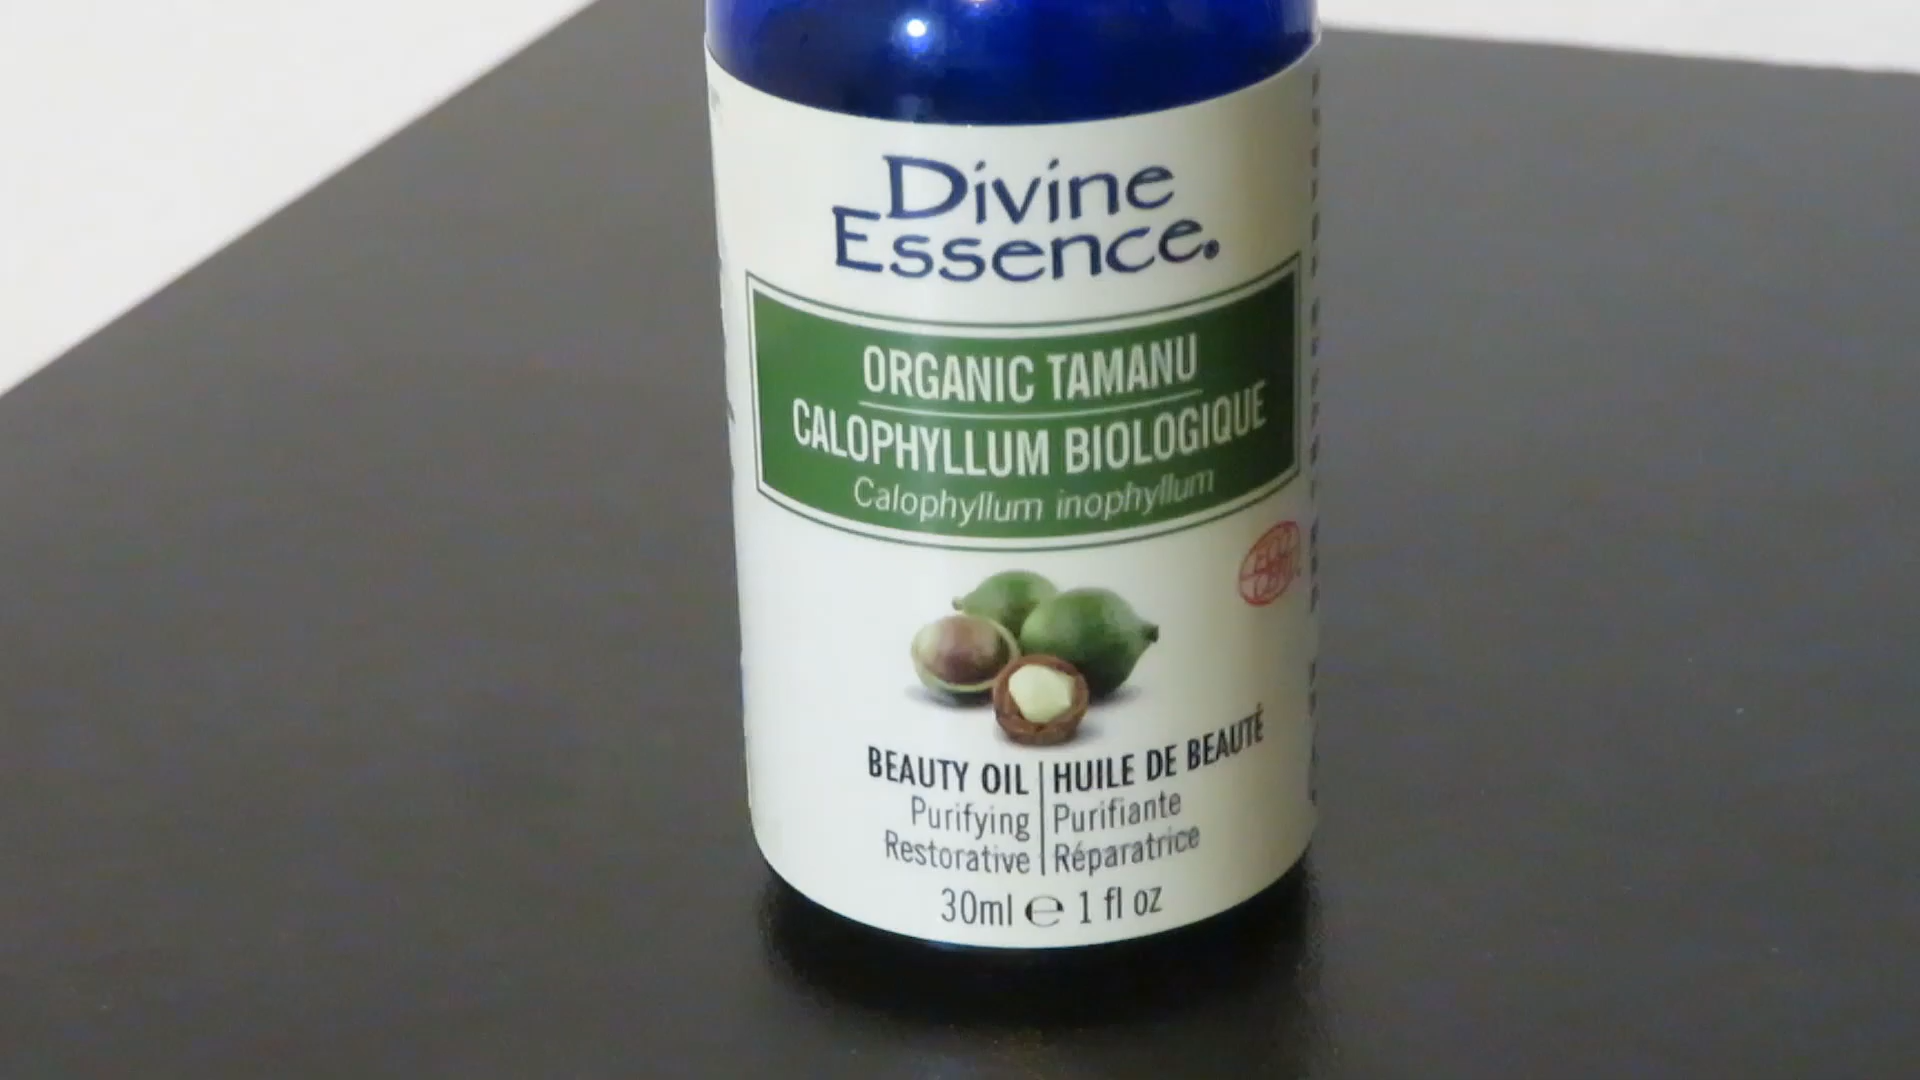 Divine
Essence®
ORGANIC TAMANU
CALOPHYLLUM BIOLOGIQUE
Calophyllum inophyllum
BEAUTY OIL | HUILE DE BEAUTÉ
Purifying | Purifiante
Restorative | Réparatrice
30ml ℮ 1 fl oz